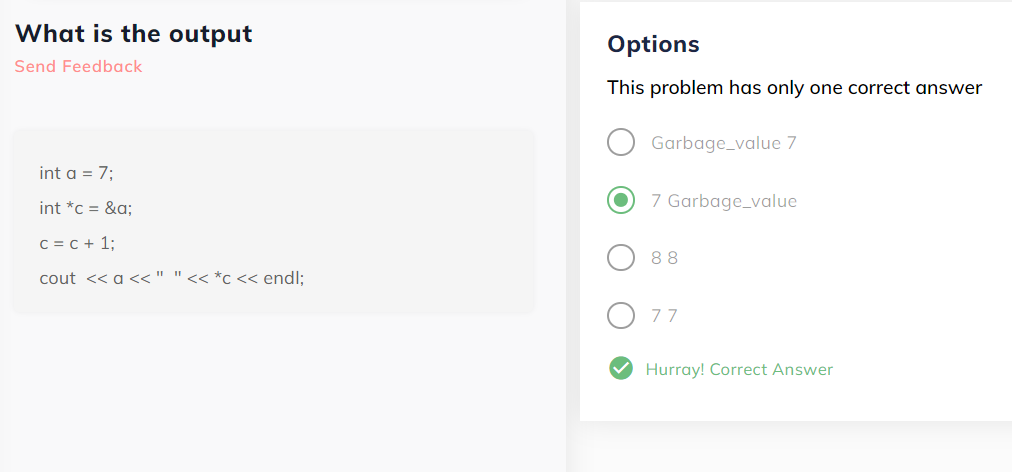 What is the output
Send Feedback
int a = 7;
int *c = &a;
c = c + 1;
cout  << a << "  " << *c << endl;
Options
This problem has only one correct answer
Garbage_value 7
7 Garbage_value
8 8
7 7
Hurray! Correct Answer